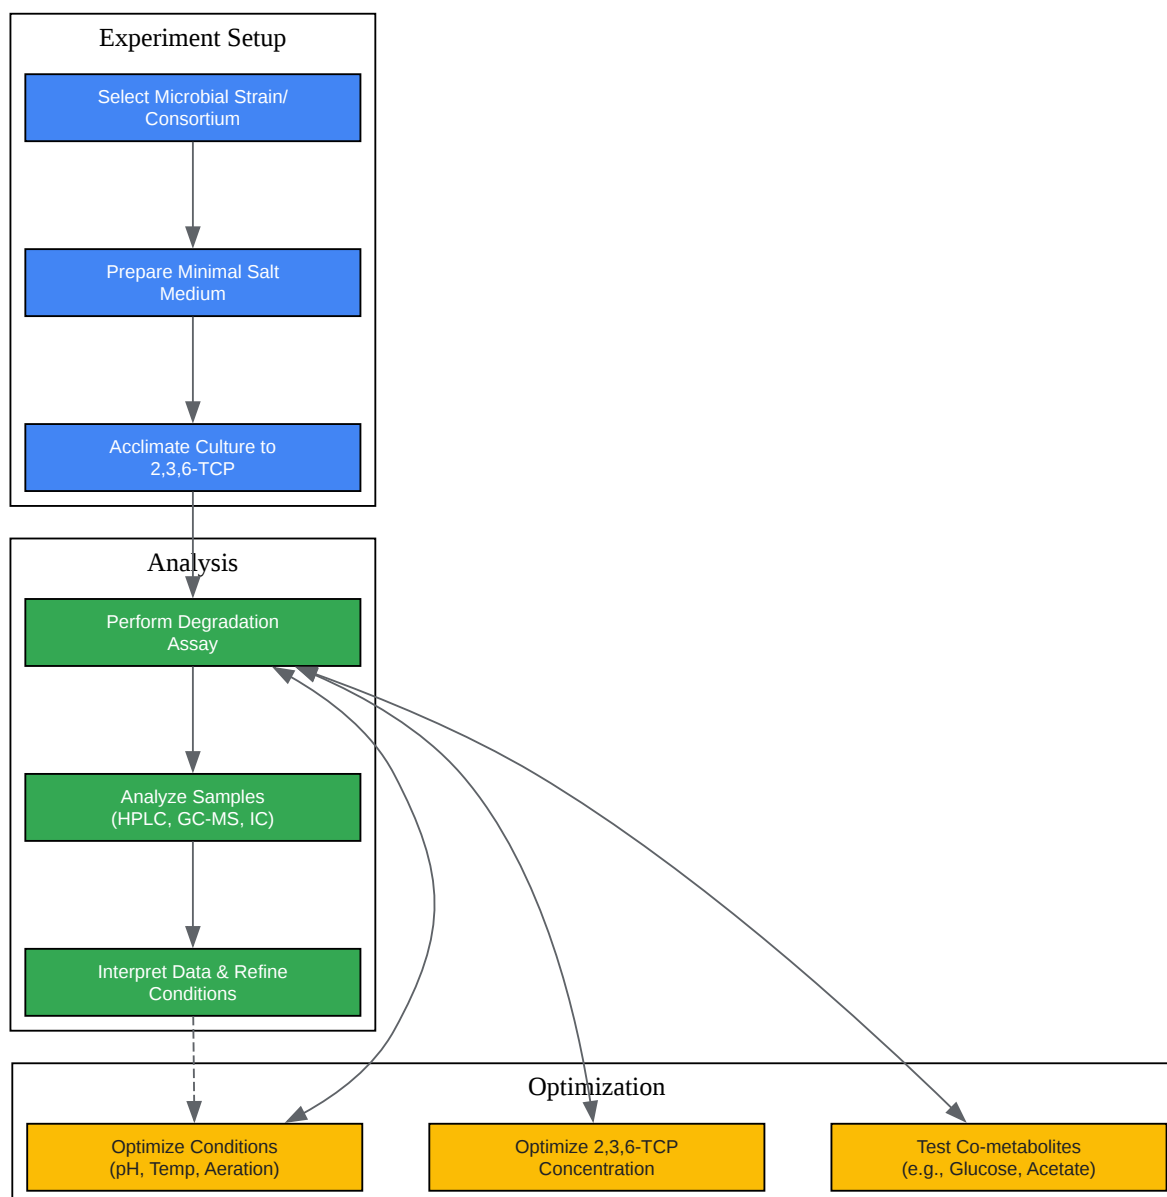 Experiment Setup
Select Microbial Strain/
Consortium
Prepare Minimal Salt
Medium
Acclimate Culture to
2,3,6-TCP
Analysis
Perform Degradation
Assay
Analyze Samples
(HPLC, GC-MS, IC)
Interpret Data & Refine
Conditions
Optimization
Optimize Conditions
(pH, Temp, Aeration)
Optimize 2,3,6-TCP
Concentration
Test Co-metabolites
(e.g., Glucose, Acetate)